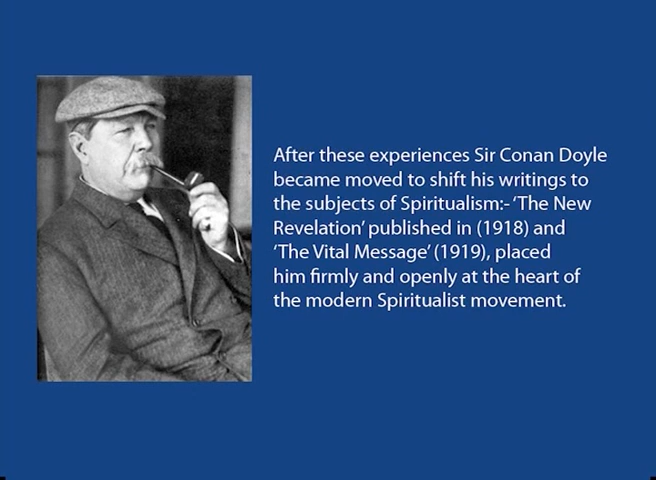 After these experiences Sir Conan Doyle
became moved to shift his writings to
the subjects of Spiritualism:- ‘The New
Revelation’ published in (1918) and
‘The Vital Message’ (1919), placed
him firmly and openly at the heart of
the modern Spiritualist movement.